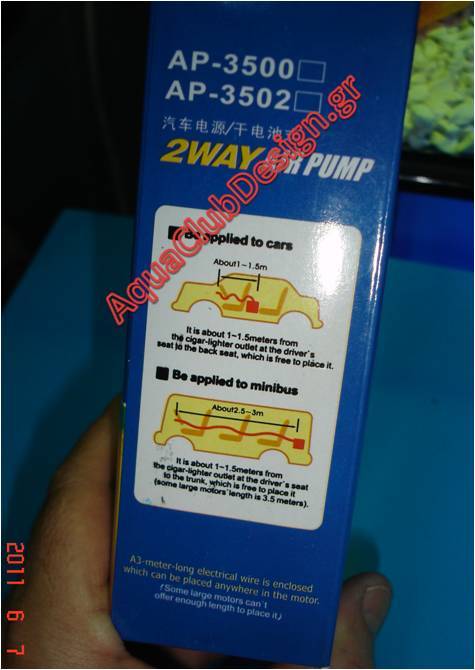 AP-3500
AP-3502
汽车电源/干电池
2WAY AIR PUMP
AquaClubDesign.gr
Be applied to cars
About1~1.5m
It is about 1~1.5meters from
the cigar-lighter outlet at the driver's
seat to the back seat, which is free to place it.
Be applied to minibus
About2.5~3m
It is about 1~1.5meters from
the cigar-lighter outlet at the driver's seat
to the trunk, which is free to place it
(some large motors'length is 3.5 meters).
A3-meter-long electrical wire is enclosed
which can be placed anywhere in the motor.
(Some large motors can't
offer enough length to place it)
2011 6 7